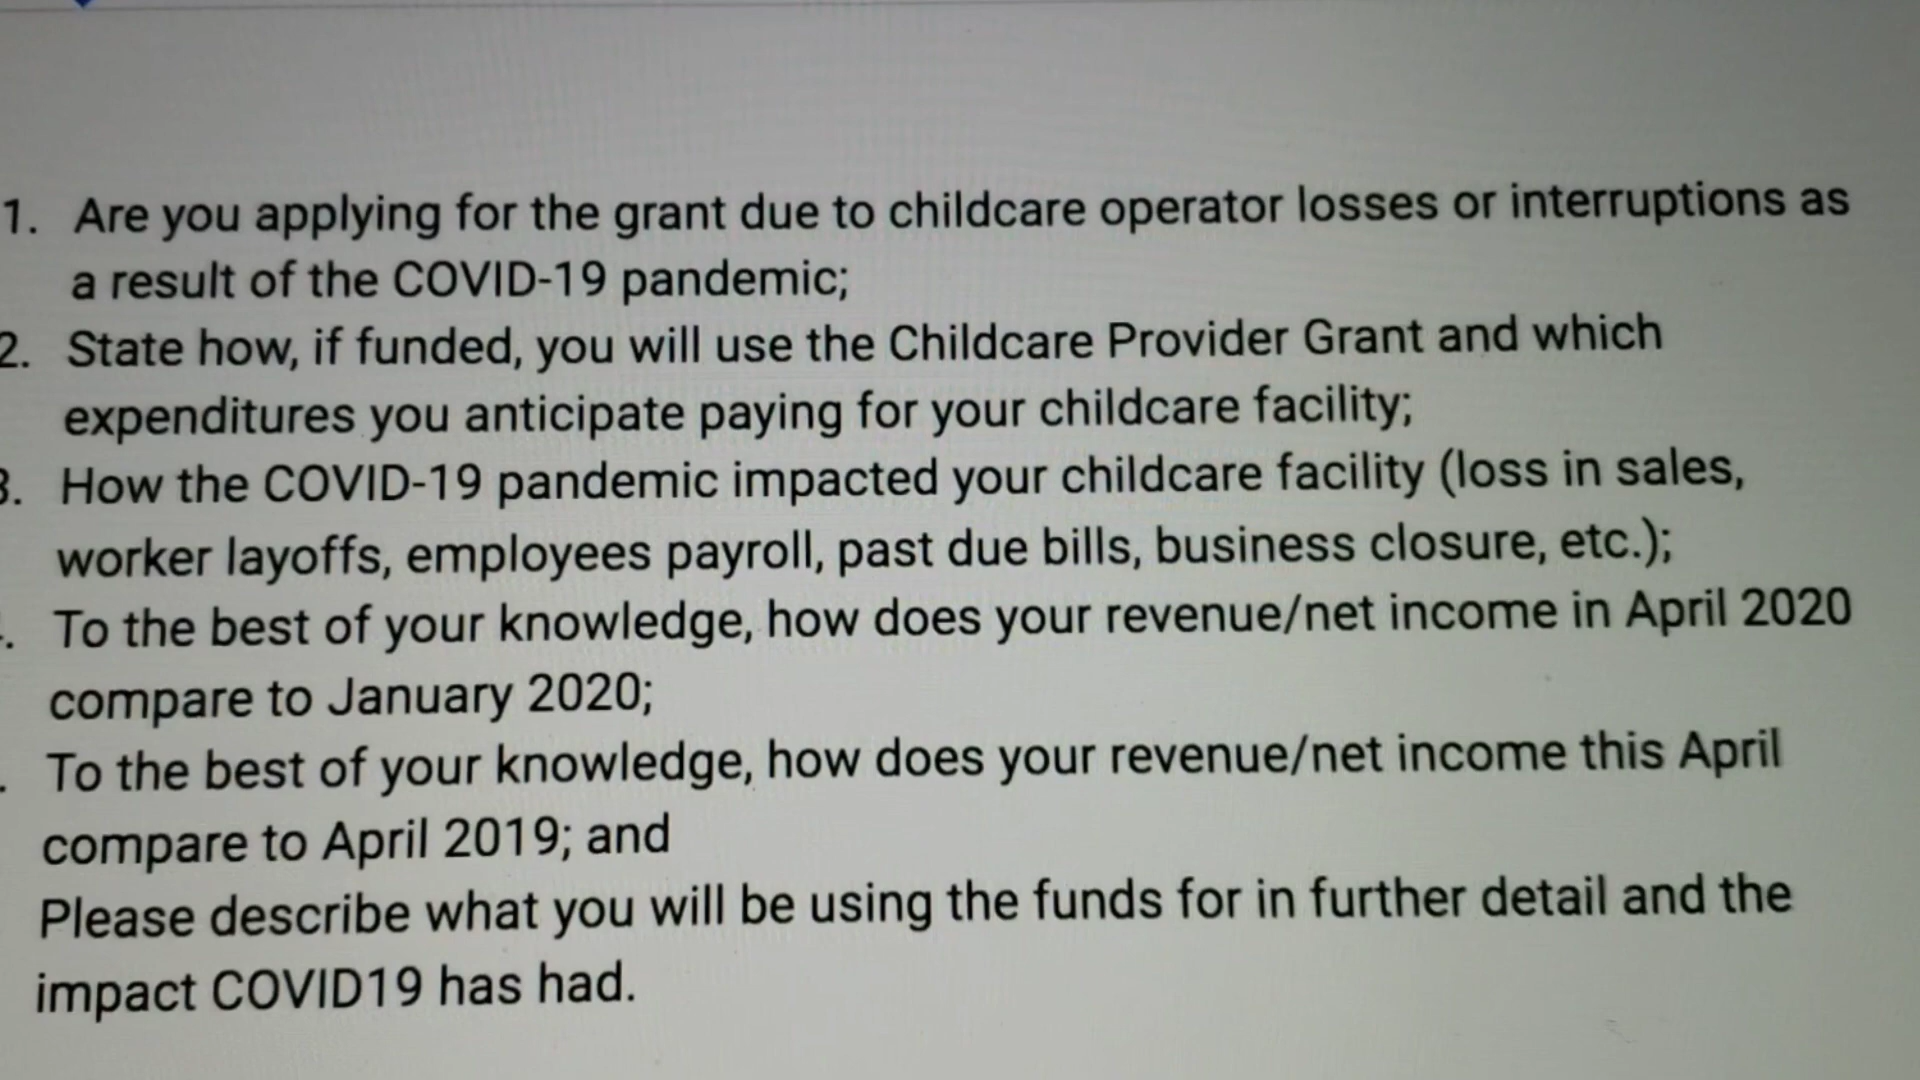 1. Are you applying for the grant due to childcare operator losses or interruptions as
a result of the COVID-19 pandemic;
2. State how, if funded, you will use the Childcare Provider Grant and which
expenditures you anticipate paying for your childcare facility;
3. How the COVID-19 pandemic impacted your childcare facility (loss in sales,
worker layoffs, employees payroll, past due bills, business closure, etc.);
. To the best of your knowledge, how does your revenue/net income in April 2020
compare to January 2020;
. To the best of your knowledge, how does your revenue/net income this April
compare to April 2019; and
Please describe what you will be using the funds for in further detail and the
impact COVID19 has had.